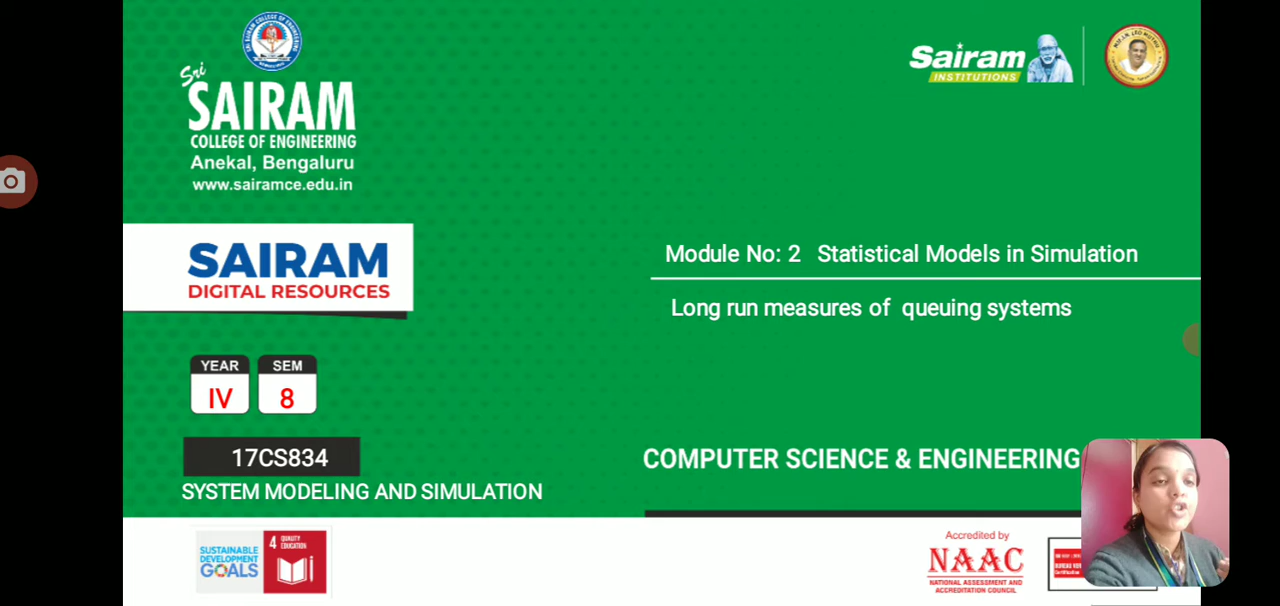 Sri
SAIRAM
COLLEGE OF ENGINEERING
Anekal, Bengaluru
www.sairamce.edu.in
Sairam
INSTITUTIONS
SAIRAM
DIGITAL RESOURCES
Module No: 2 Statistical Models in Simulation
Long run measures of queuing systems
YEAR SEM
IV 8
17CS834
SYSTEM MODELING AND SIMULATION
COMPUTER SCIENCE & ENGINEERING
SUSTAINABLE
DEVELOPMENT
GOALS
4 QUALITY
EDUCATION
Accredited by
NAAC
NATIONAL ASSESSMENT AND
ACCREDITATION COUNCIL